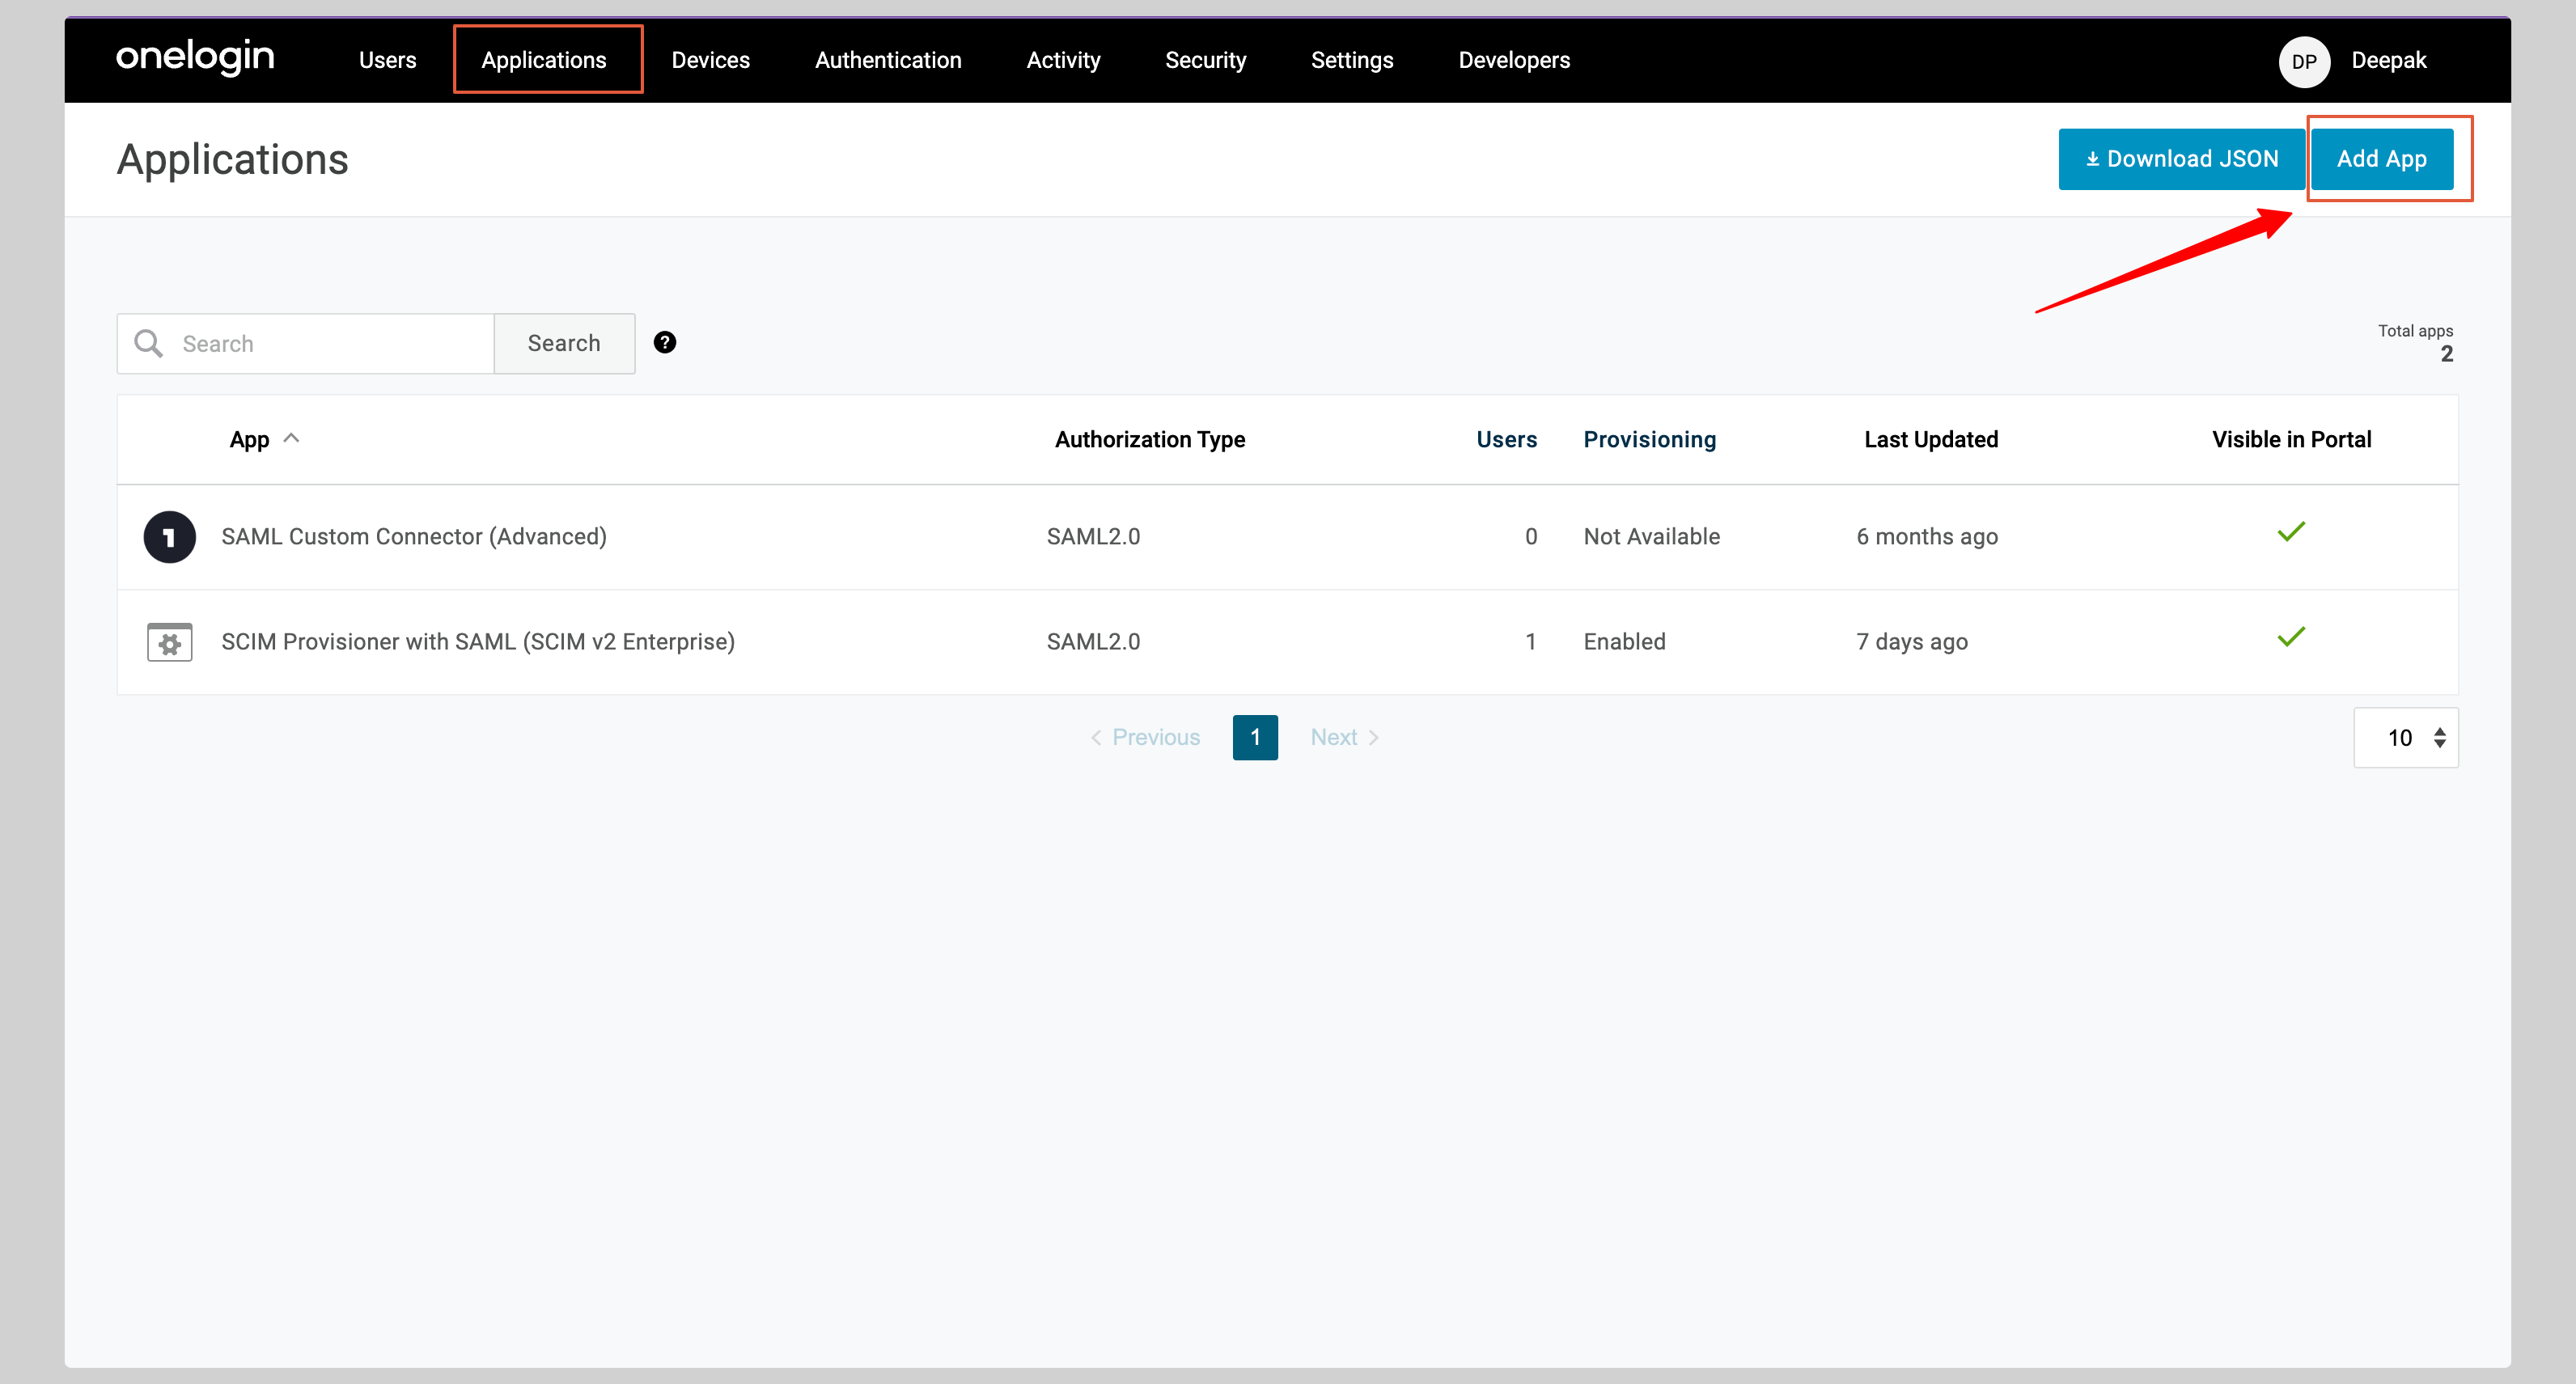 onelogin Users Applications Devices Authentication Activity Security Settings Developers DP Deepak
Applications Download JSON Add App
Search Search ? Total apps
2
App Authorization Type Users Provisioning Last Updated Visible in Portal
1 SAML Custom Connector (Advanced) SAML2.0 0 Not Available 6 months ago
SCIM Provisioner with SAML (SCIM v2 Enterprise) SAML2.0 1 Enabled 7 days ago
Previous 1 Next 10